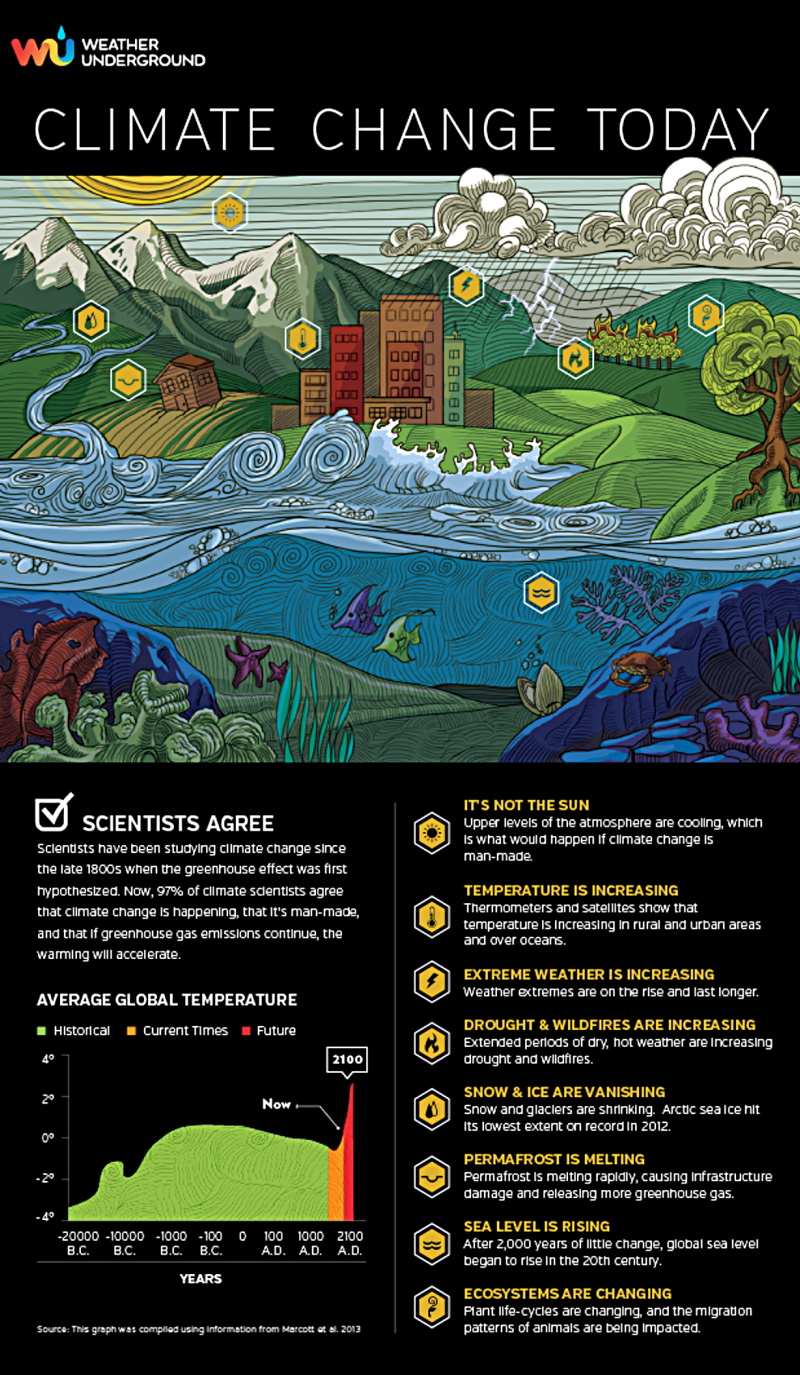 WU WEATHER
UNDERGROUND
CLIMATE CHANGE TODAY
SCIENTISTS AGREE
Scientists have been studying climate change since
the late 1800s when the greenhouse effect was first
hypothesized. Now, 97% of climate scientists agree
that climate change is happening, that it's man-made,
and that if greenhouse gas emissions continue, the
warming will accelerate.
AVERAGE GLOBAL TEMPERATURE
Historical Current Times Future
2100
4°
2°
Now
0°
-2°
-4°
-20000 -10000 -1000 -100 0 100 1000 2100
B.C. B.C. B.C. B.C. A.D. A.D. A.D.
YEARS
Source: This graph was compiled using information from Marcott et al. 2013
IT'S NOT THE SUN
Upper levels of the atmosphere are cooling, which
is what would happen if climate change is
man-made.
TEMPERATURE IS INCREASING
Thermometers and satellites show that
temperature is increasing in rural and urban areas
and over oceans.
EXTREME WEATHER IS INCREASING
Weather extremes are on the rise and last longer.
DROUGHT & WILDFIRES ARE INCREASING
Extended periods of dry, hot weather are increasing
drought and wildfires.
SNOW & ICE ARE VANISHING
Snow and glaciers are shrinking. Arctic sea ice hit
its lowest extent on record in 2012.
PERMAFROST IS MELTING
Permafrost is melting rapidly, causing infrastructure
damage and releasing more greenhouse gas.
SEA LEVEL IS RISING
After 2,000 years of little change, global sea level
began to rise in the 20th century.
ECOSYSTEMS ARE CHANGING
Plant life-cycles are changing, and the migration
patterns of animals are being impacted.